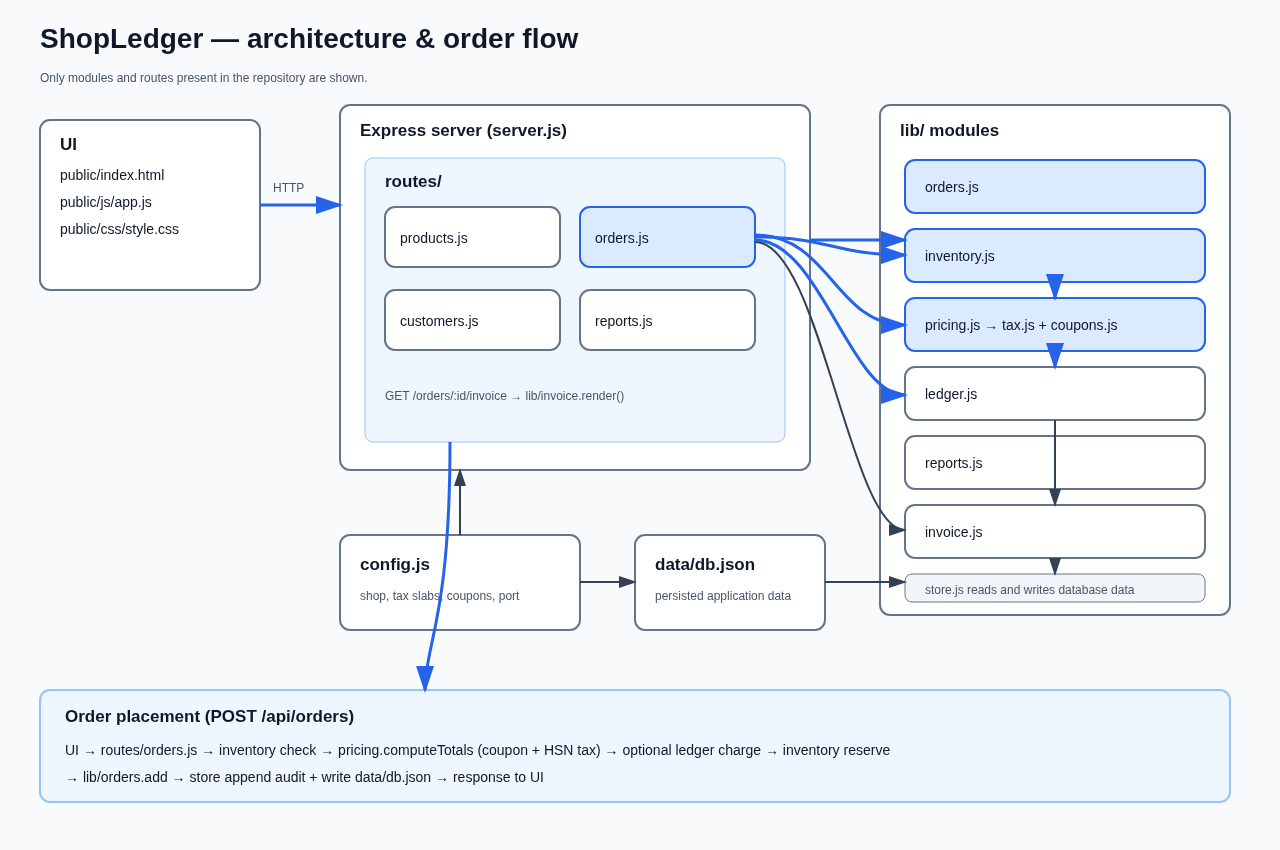 ShopLedger — architecture & order flow
Only modules and routes present in the repository are shown.
UI
public/index.html
public/js/app.js
public/css/style.css
HTTP
Express server (server.js)
routes/
products.js
orders.js
customers.js
reports.js
GET /orders/:id/invoice → lib/invoice.render()
lib/ modules
orders.js
inventory.js
pricing.js → tax.js + coupons.js
ledger.js
reports.js
invoice.js
store.js reads and writes database data
config.js
shop, tax slabs, coupons, port
data/db.json
persisted application data
Order placement (POST /api/orders)
UI → routes/orders.js → inventory check → pricing.computeTotals (coupon + HSN tax) → optional ledger charge → inventory reserve
→ lib/orders.add → store append audit + write data/db.json → response to UI